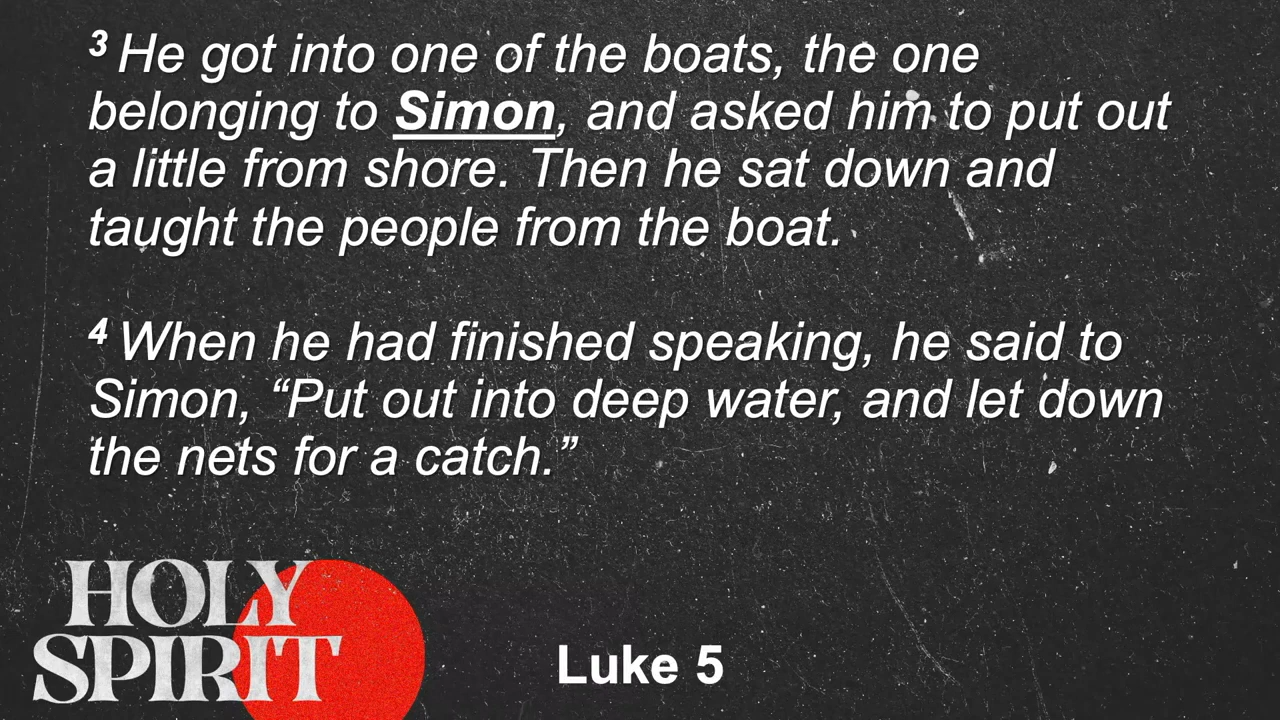 3 He got into one of the boats, the one
belonging to Simon, and asked him to put out
a little from shore. Then he sat down and
taught the people from the boat.
4 When he had finished speaking, he said to
Simon, “Put out into deep water, and let down
the nets for a catch.”
HOLY
SPIRIT
Luke 5